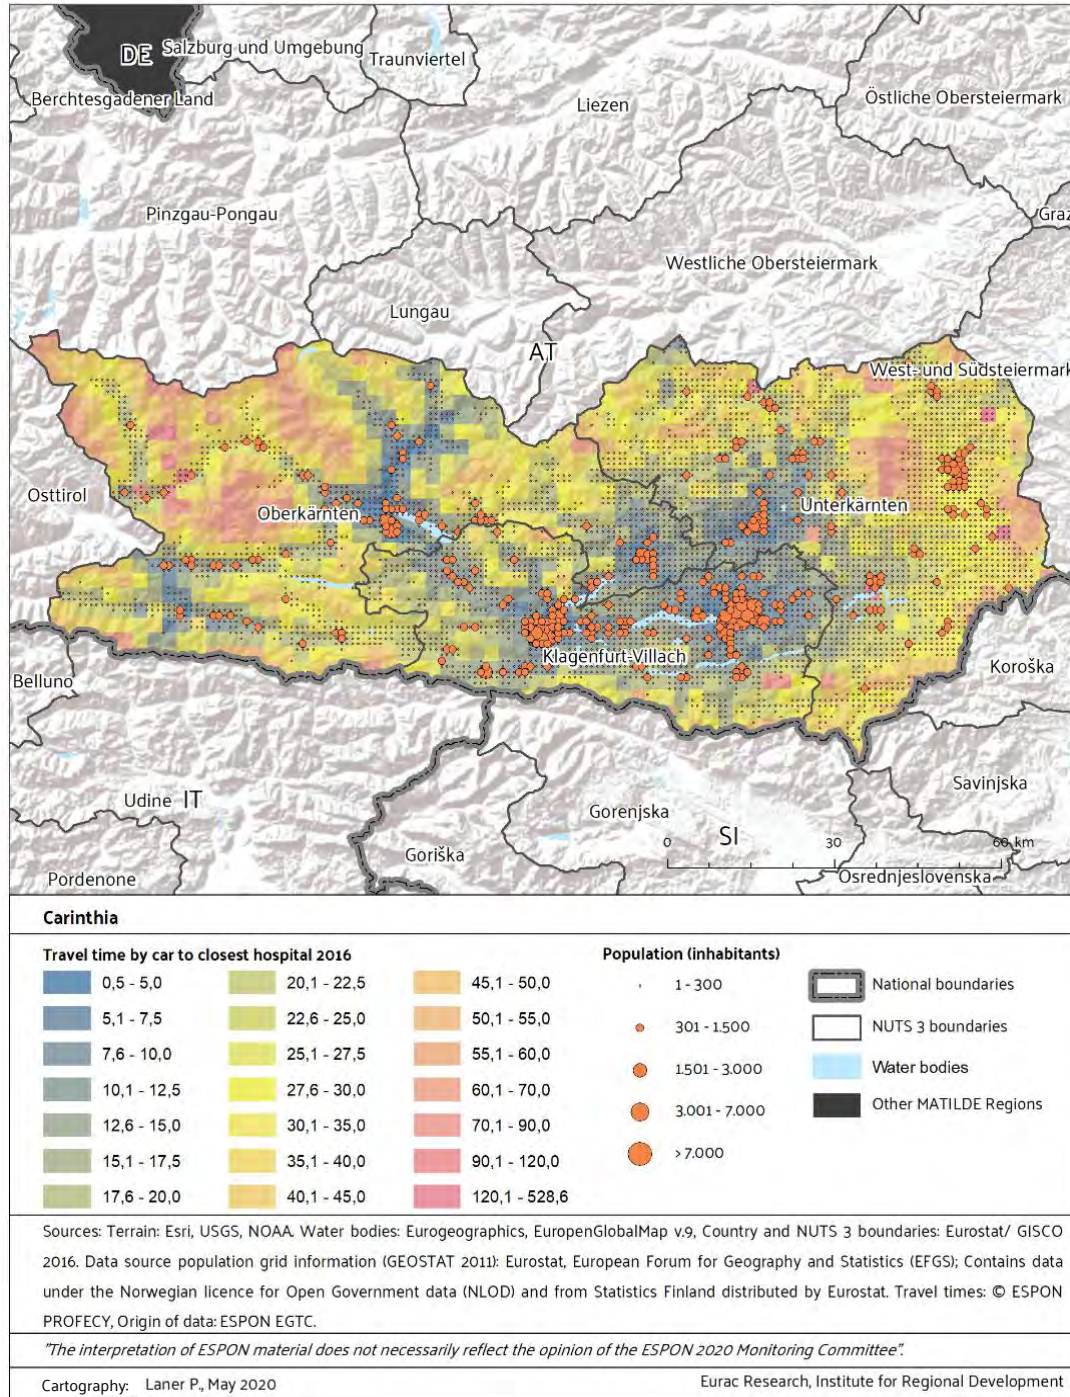 DE
Salzburg und Umgebung
Traunviertel
Berchtesgadener Land
Liezen
Östliche Obersteiermark
Pinzgau-Pongau
Graz
Westliche Obersteiermark
Lungau
AT
West- und Südsteiermark
Osttirol
Oberkärnten
Unterkärnten
Klagenfurt-Villach
Belluno
Koroška
Savinjska
Udine IT
Gorenjska
SI
0 30 60 km
Goriška
Pordenone
Osrednjeslovenska
Carinthia
Travel time by car to closest hospital 2016
0,5 - 5,0
5,1 - 7,5
7,6 - 10,0
10,1 - 12,5
12,6 - 15,0
15,1 - 17,5
17,6 - 20,0
20,1 - 22,5
22,6 - 25,0
25,1 - 27,5
27,6 - 30,0
30,1 - 35,0
35,1 - 40,0
40,1 - 45,0
45,1 - 50,0
50,1 - 55,0
55,1 - 60,0
60,1 - 70,0
70,1 - 90,0
90,1 - 120,0
120,1 - 528,6
Population (inhabitants)
1 - 300
301 - 1.500
1.501 - 3.000
3.001 - 7.000
> 7.000
National boundaries
NUTS 3 boundaries
Water bodies
Other MATILDE Regions
Sources: Terrain: Esri, USGS, NOAA. Water bodies: Eurogeographics, EuropenGlobalMap v.9, Country and NUTS 3 boundaries: Eurostat/ GISCO
2016. Data source population grid information (GEOSTAT 2011): Eurostat, European Forum for Geography and Statistics (EFGS); Contains data
under the Norwegian licence for Open Government data (NLOD) and from Statistics Finland distributed by Eurostat. Travel times: © ESPON
PROFECY, Origin of data: ESPON EGTC.
"The interpretation of ESPON material does not necessarily reflect the opinion of the ESPON 2020 Monitoring Committee".
Cartography: Laner P., May 2020
Eurac Research, Institute for Regional Development